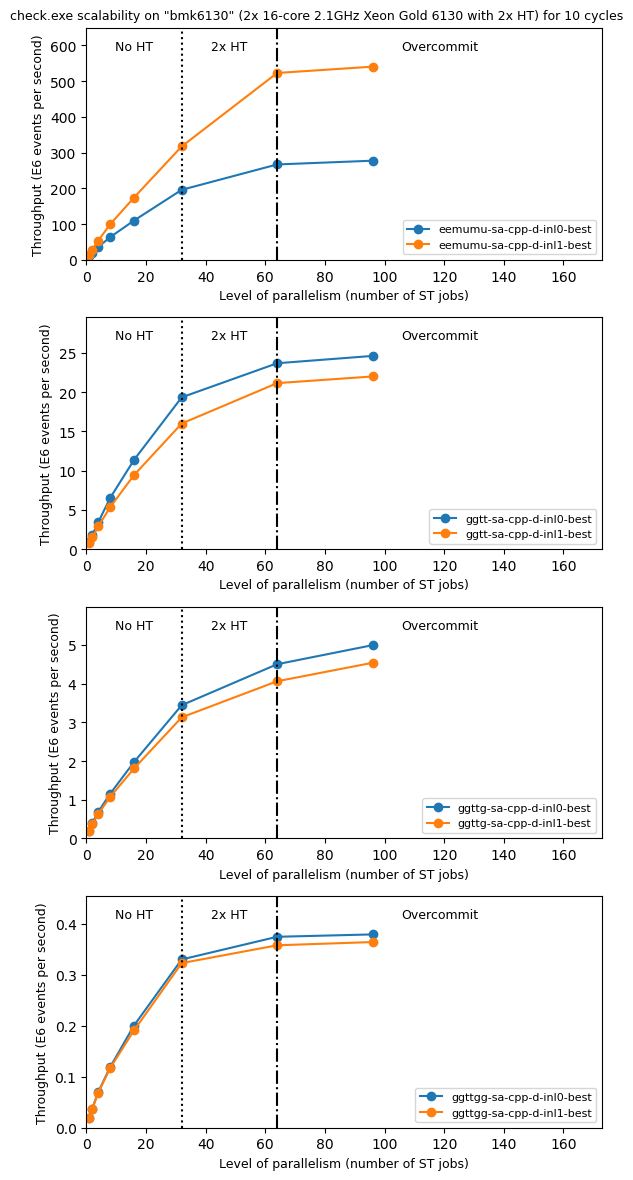 check.exe scalability on "bmk6130" (2x 16-core 2.1GHz Xeon Gold 6130 with 2x HT) for 10 cycles
Throughput (E6 events per second)
600
500
400
300
200
100
0
No HT
2x HT
Overcommit
eemumu-sa-cpp-d-inl0-best
eemumu-sa-cpp-d-inl1-best
0 20 40 60 80 100 120 140 160
Level of parallelism (number of ST jobs)
Throughput (E6 events per second)
25
20
15
10
5
0
No HT
2x HT
Overcommit
ggtt-sa-cpp-d-inl0-best
ggtt-sa-cpp-d-inl1-best
0 20 40 60 80 100 120 140 160
Level of parallelism (number of ST jobs)
Throughput (E6 events per second)
5
4
3
2
1
0
No HT
2x HT
Overcommit
ggttg-sa-cpp-d-inl0-best
ggttg-sa-cpp-d-inl1-best
0 20 40 60 80 100 120 140 160
Level of parallelism (number of ST jobs)
Throughput (E6 events per second)
0.4
0.3
0.2
0.1
0.0
No HT
2x HT
Overcommit
ggttgg-sa-cpp-d-inl0-best
ggttgg-sa-cpp-d-inl1-best
0 20 40 60 80 100 120 140 160
Level of parallelism (number of ST jobs)